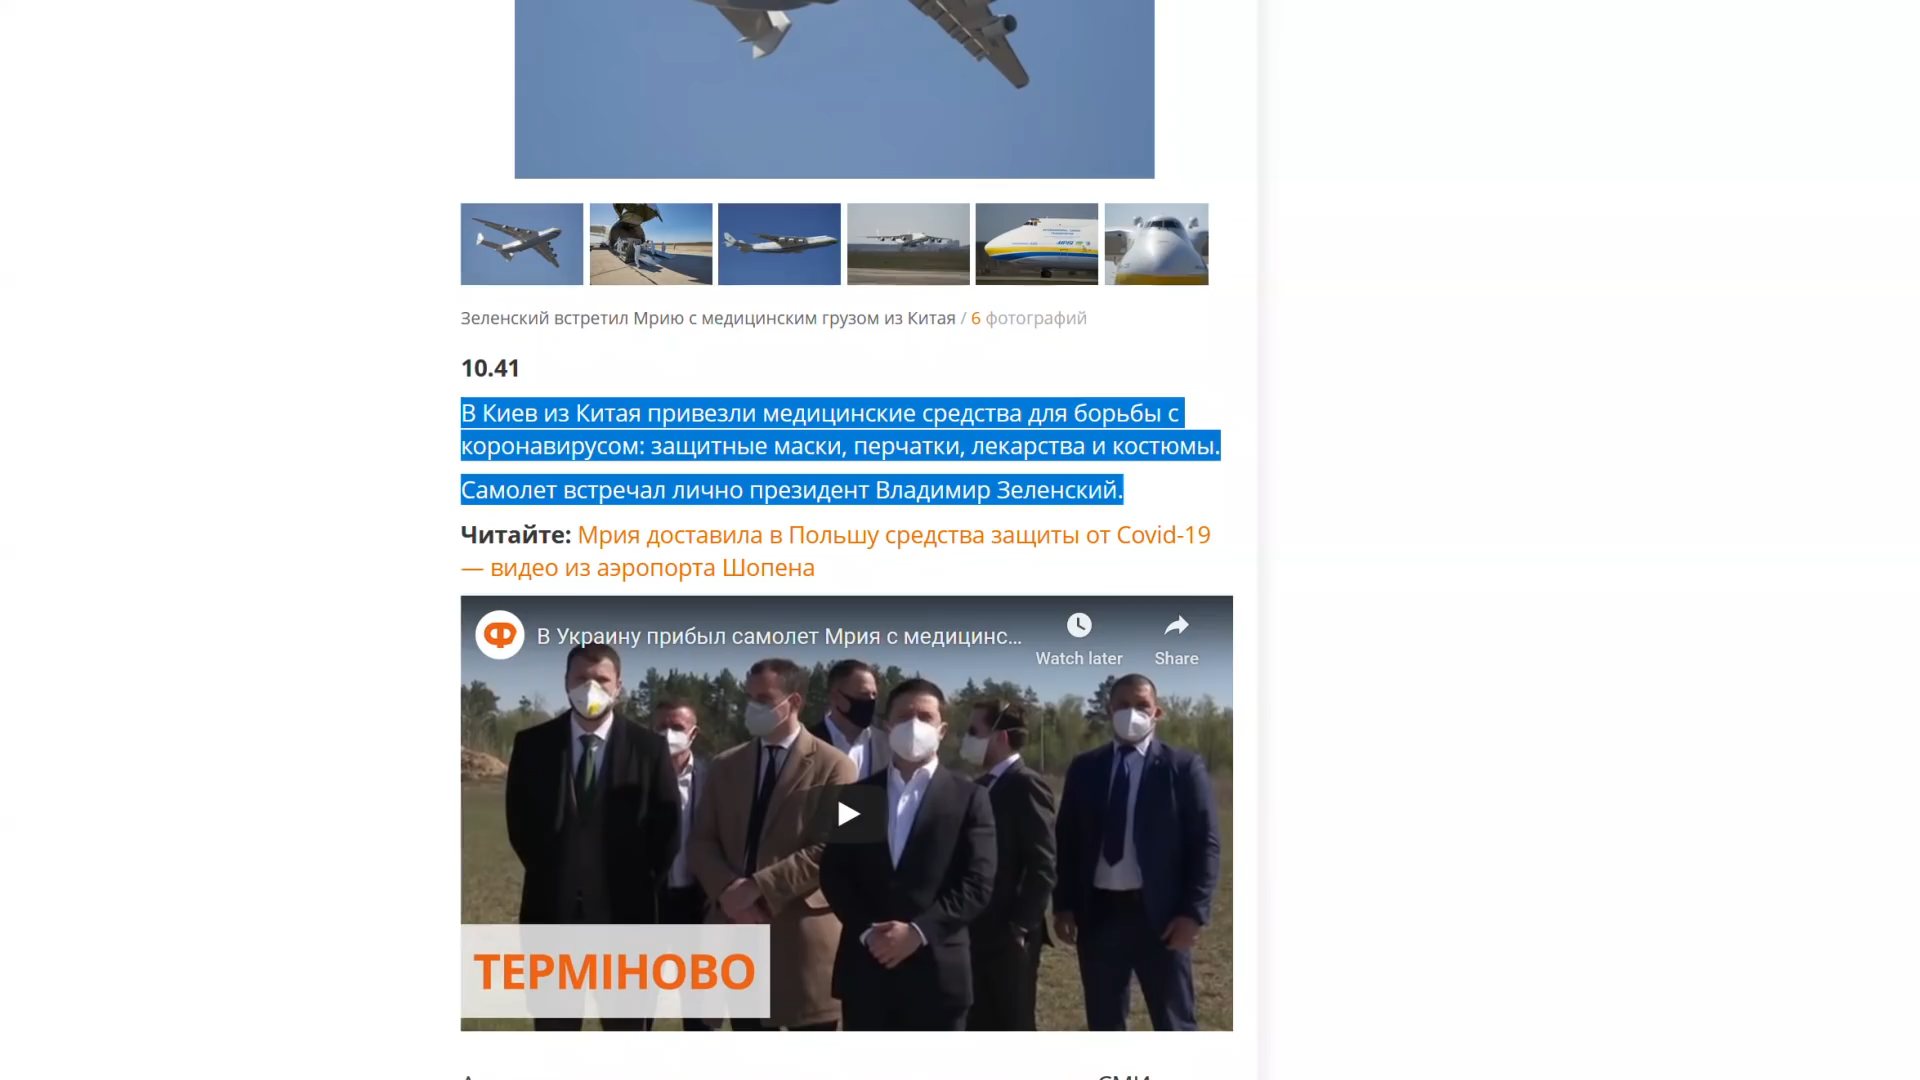 Зеленский встретил Мрию с медицинским грузом из Китая / 6 фотографий
10.41
В Киев из Китая привезли медицинские средства для борьбы с
коронавирусом: защитные маски, перчатки, лекарства и костюмы.
Самолет встречал лично президент Владимир Зеленский.
Читайте: Мрия доставила в Польшу средства защиты от Covid-19
— видео из аэропорта Шопена
Ф
В Украину прибыл самолет Мрия с медицинс...
Watch later
Share
ТЕРМІНОВО